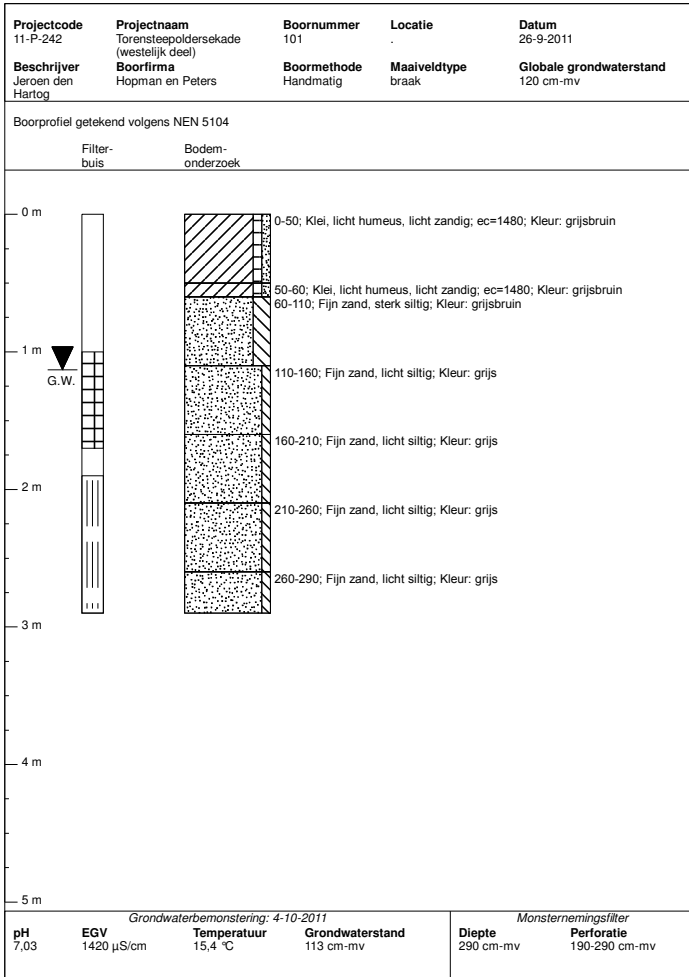 Projectcode Projectnaam Boornummer Locatie Datum
11-P-242 Torensteepoldersekade 101 . 26-9-2011
(westelijk deel)
Beschrijver Boorfirma Boormethode Maaiveldtype Globale grondwaterstand
Jeroen den Hopman en Peters Handmatig braak 120 cm-mv
Hartog
Boorprofiel getekend volgens NEN 5104
Filter- Bodem-
buis onderzoek
0 m
0-50; Klei, licht humeus, licht zandig; ec=1480; Kleur: grijsbruin
50-60; Klei, licht humeus, licht zandig; ec=1480; Kleur: grijsbruin
60-110; Fijn zand, sterk siltig; Kleur: grijsbruin
1 m
G.W.
110-160; Fijn zand, licht siltig; Kleur: grijs
160-210; Fijn zand, licht siltig; Kleur: grijs
2 m
210-260; Fijn zand, licht siltig; Kleur: grijs
260-290; Fijn zand, licht siltig; Kleur: grijs
3 m
4 m
5 m
Grondwaterbemonstering: 4-10-2011 Monsternemingsfilter
pH EGV Temperatuur Grondwaterstand Diepte Perforatie
7,03 1420 µS/cm 15,4 °C 113 cm-mv 290 cm-mv 190-290 cm-mv